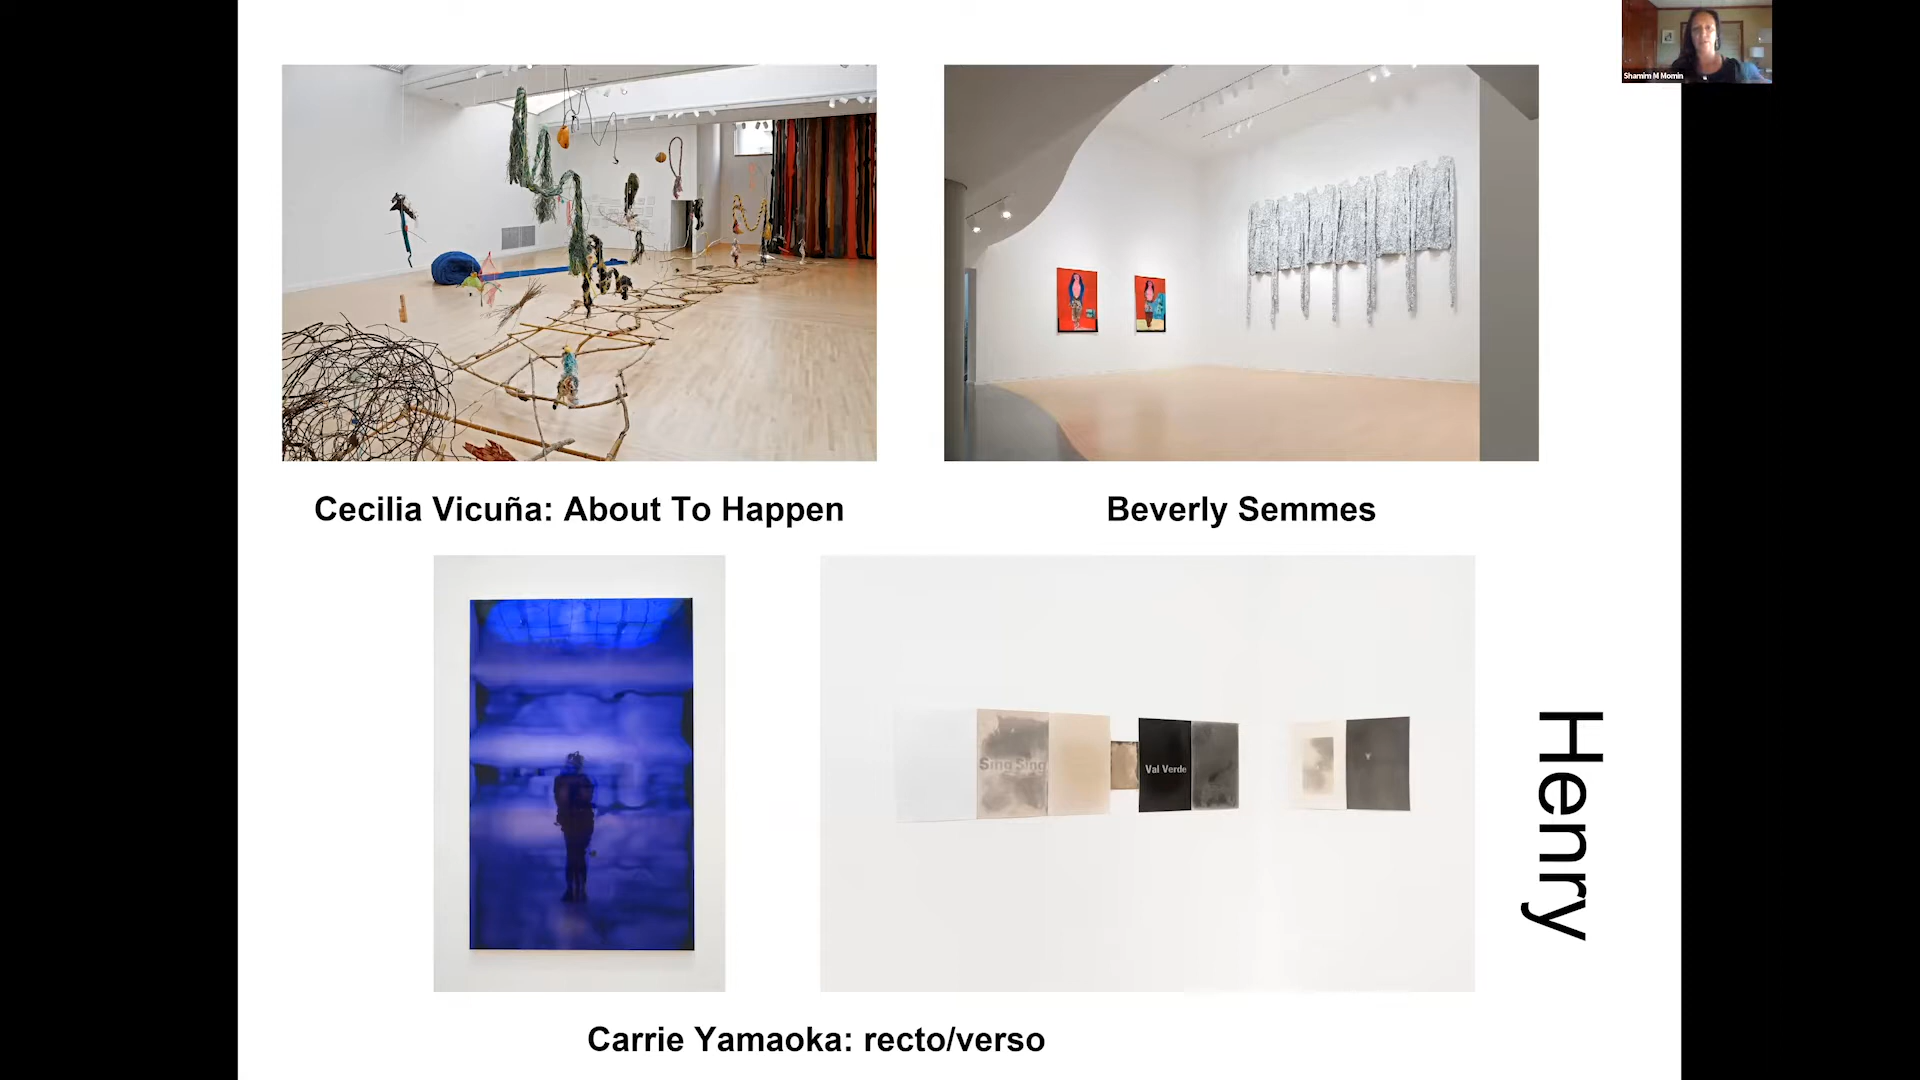 Shamim M Momin
Cecilia Vicuña: About To Happen
Beverly Semmes
Sing Sing
Val Verde
Henry
Carrie Yamaoka: recto/verso